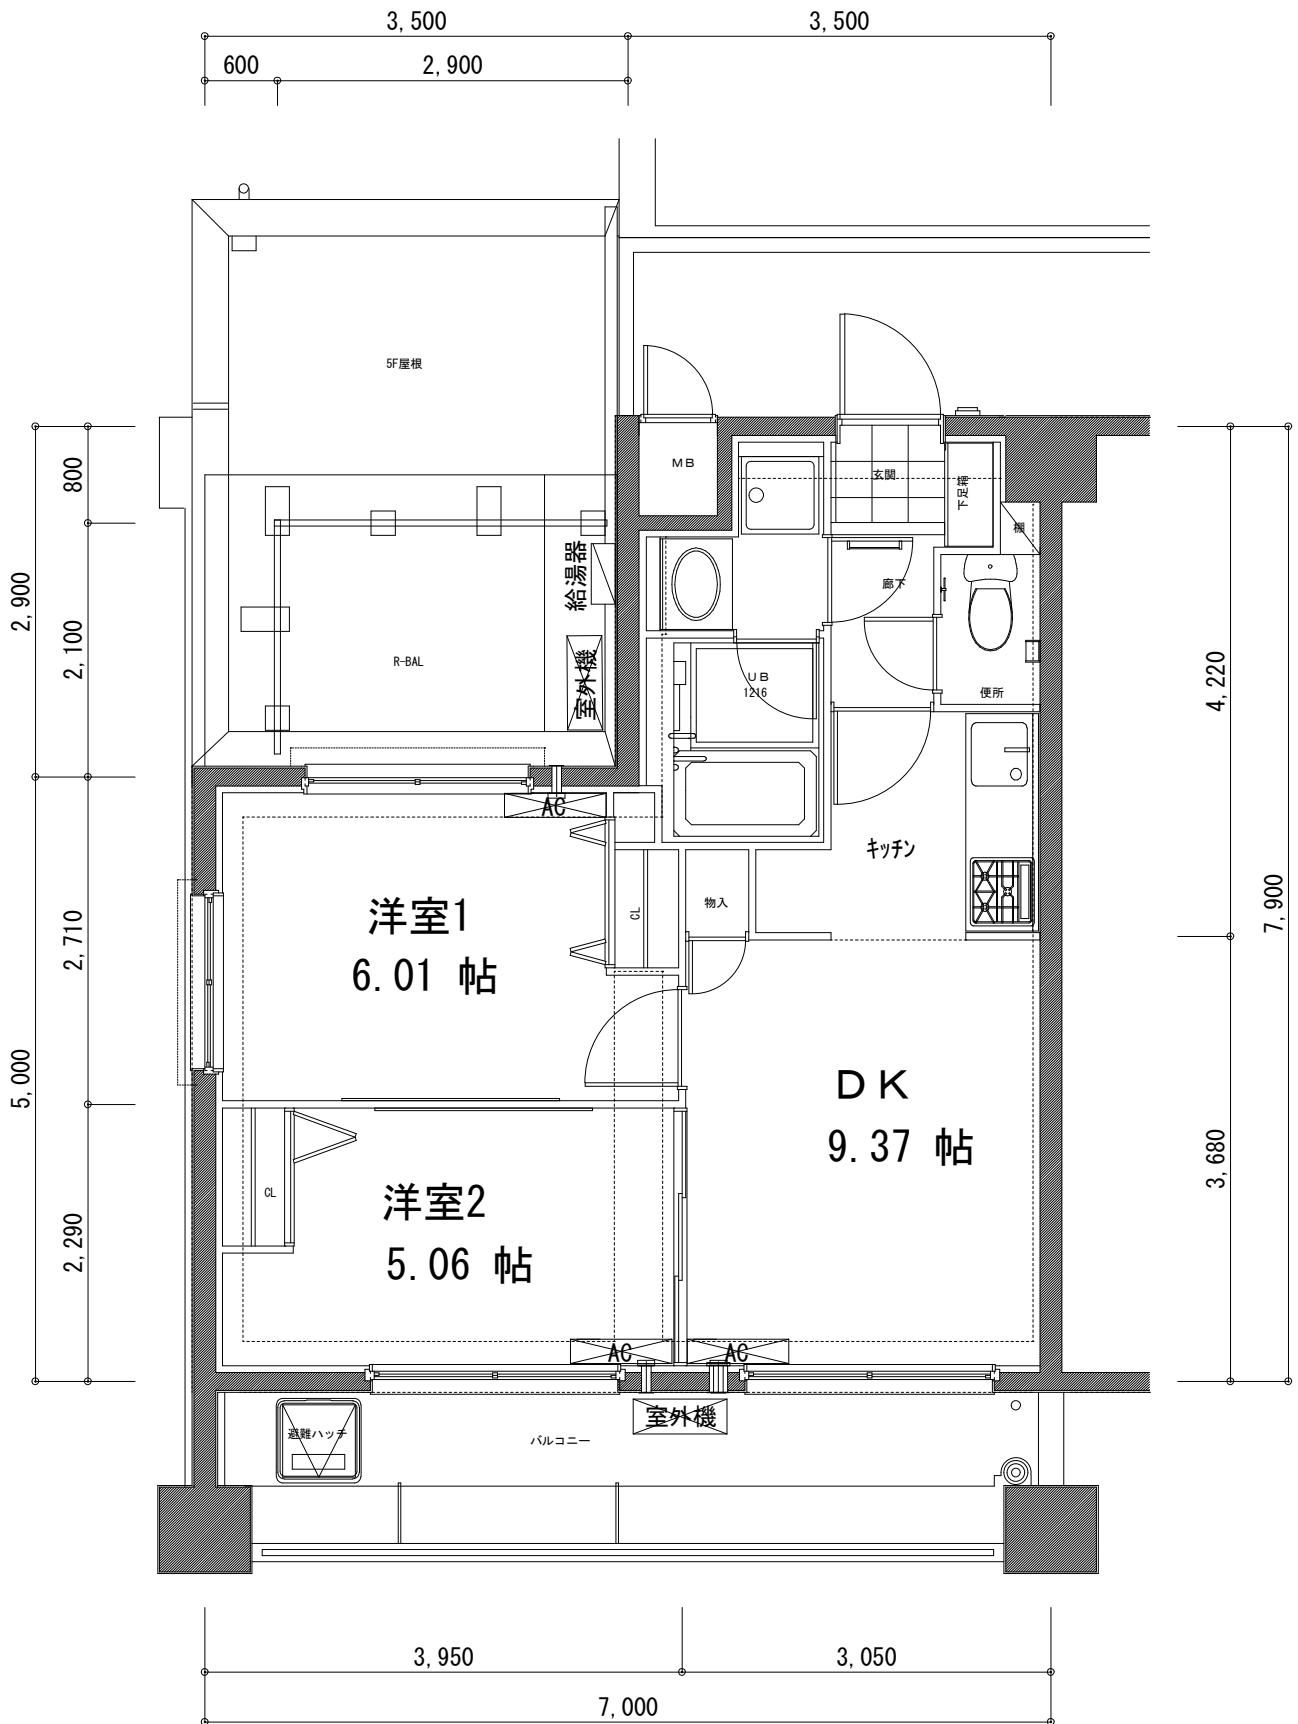 3,500
3,500
600
2,900
5F屋根
800
MB
玄関
下足箱
棚
給湯器
廊下
2,900
2,100
R-BAL
室外機
UB
1216
便所
4,220
AC
キッチン
7,900
洋室1
6.01 帖
CL
物入
2,710
5,000
DK
9.37 帖
3,680
CL
洋室2
5.06 帖
2,290
AC
AC
室外機
避難ハッチ
バルコニー
3,950
3,050
7,000